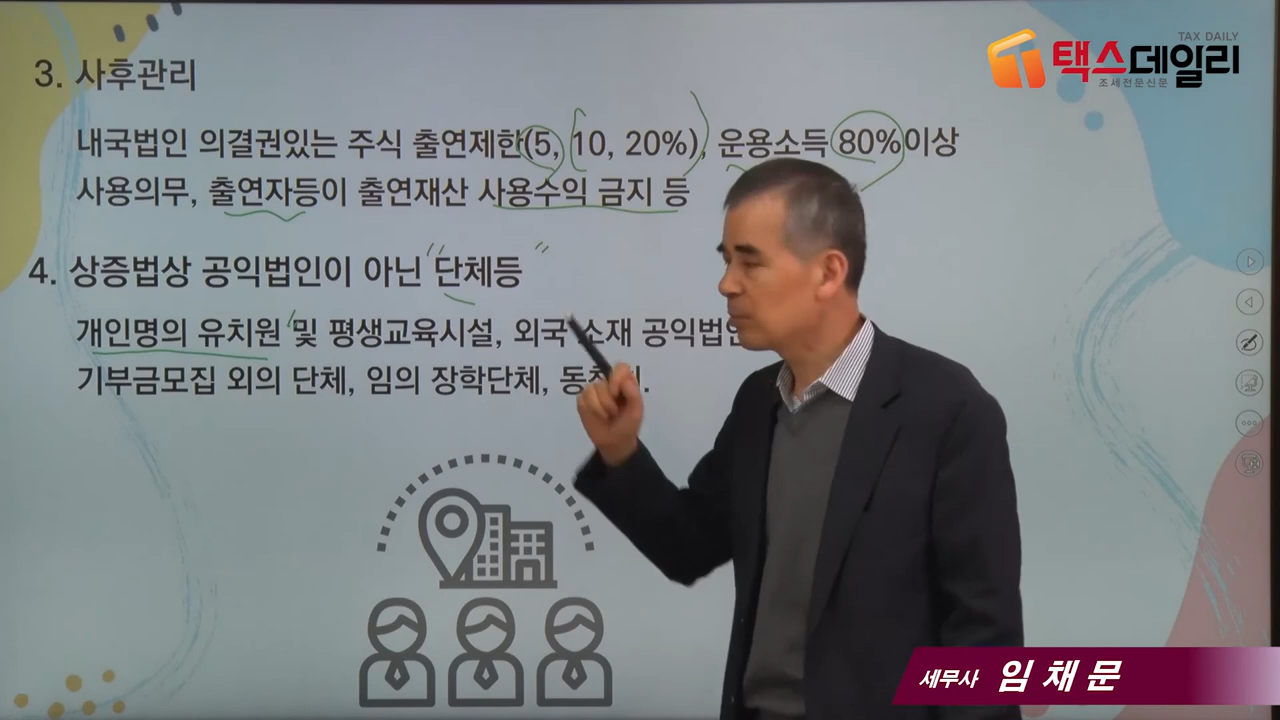 TAX DAILY
택스데일리
조세전문신문
3. 사후관리
내국법인 의결권있는 주식 출연제한(5, 10, 20%), 운용소득 80%이상
사용의무, 출연자등이 출연재산 사용수익 금지 등
4. 상증법상 공익법인이 아닌 "단체등"
개인명의 유치원 및 평생교육시설, 외국 소재
기부금모집 외의 단체, 임의 장학단체,
세무사 임채문